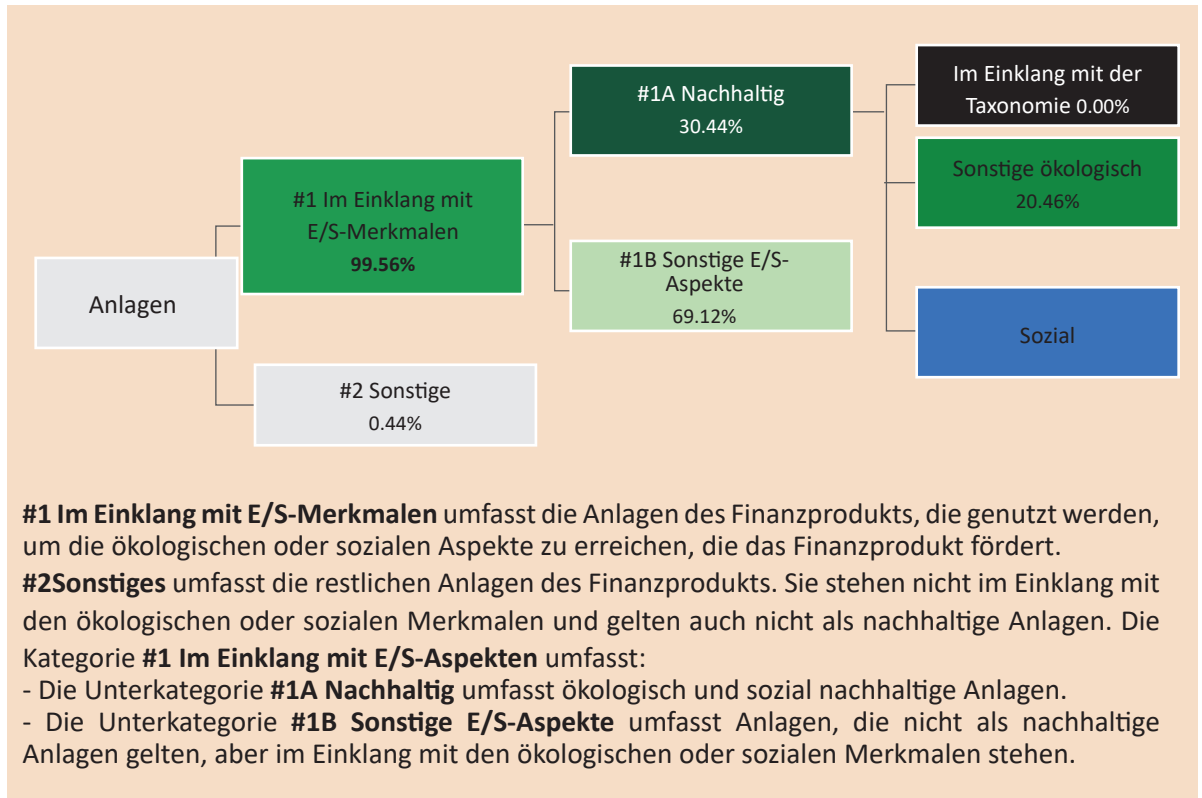 Anlagen
#1 Im Einklang mit
E/S-Merkmalen
99.56%
#2 Sonstige
0.44%
#1A Nachhaltig
30.44%
#1B Sonstige E/S-
Aspekte
69.12%
Im Einklang mit der
Taxonomie 0.00%
Sonstige ökologisch
20.46%
Sozial
#1 Im Einklang mit E/S-Merkmalen umfasst die Anlagen des Finanzprodukts, die genutzt werden,
um die ökologischen oder sozialen Aspekte zu erreichen, die das Finanzprodukt fördert.
#2Sonstiges umfasst die restlichen Anlagen des Finanzprodukts. Sie stehen nicht im Einklang mit
den ökologischen oder sozialen Merkmalen und gelten auch nicht als nachhaltige Anlagen. Die
Kategorie #1 Im Einklang mit E/S-Aspekten umfasst:
- Die Unterkategorie #1A Nachhaltig umfasst ökologisch und sozial nachhaltige Anlagen.
- Die Unterkategorie #1B Sonstige E/S-Aspekte umfasst Anlagen, die nicht als nachhaltige
Anlagen gelten, aber im Einklang mit den ökologischen oder sozialen Merkmalen stehen.